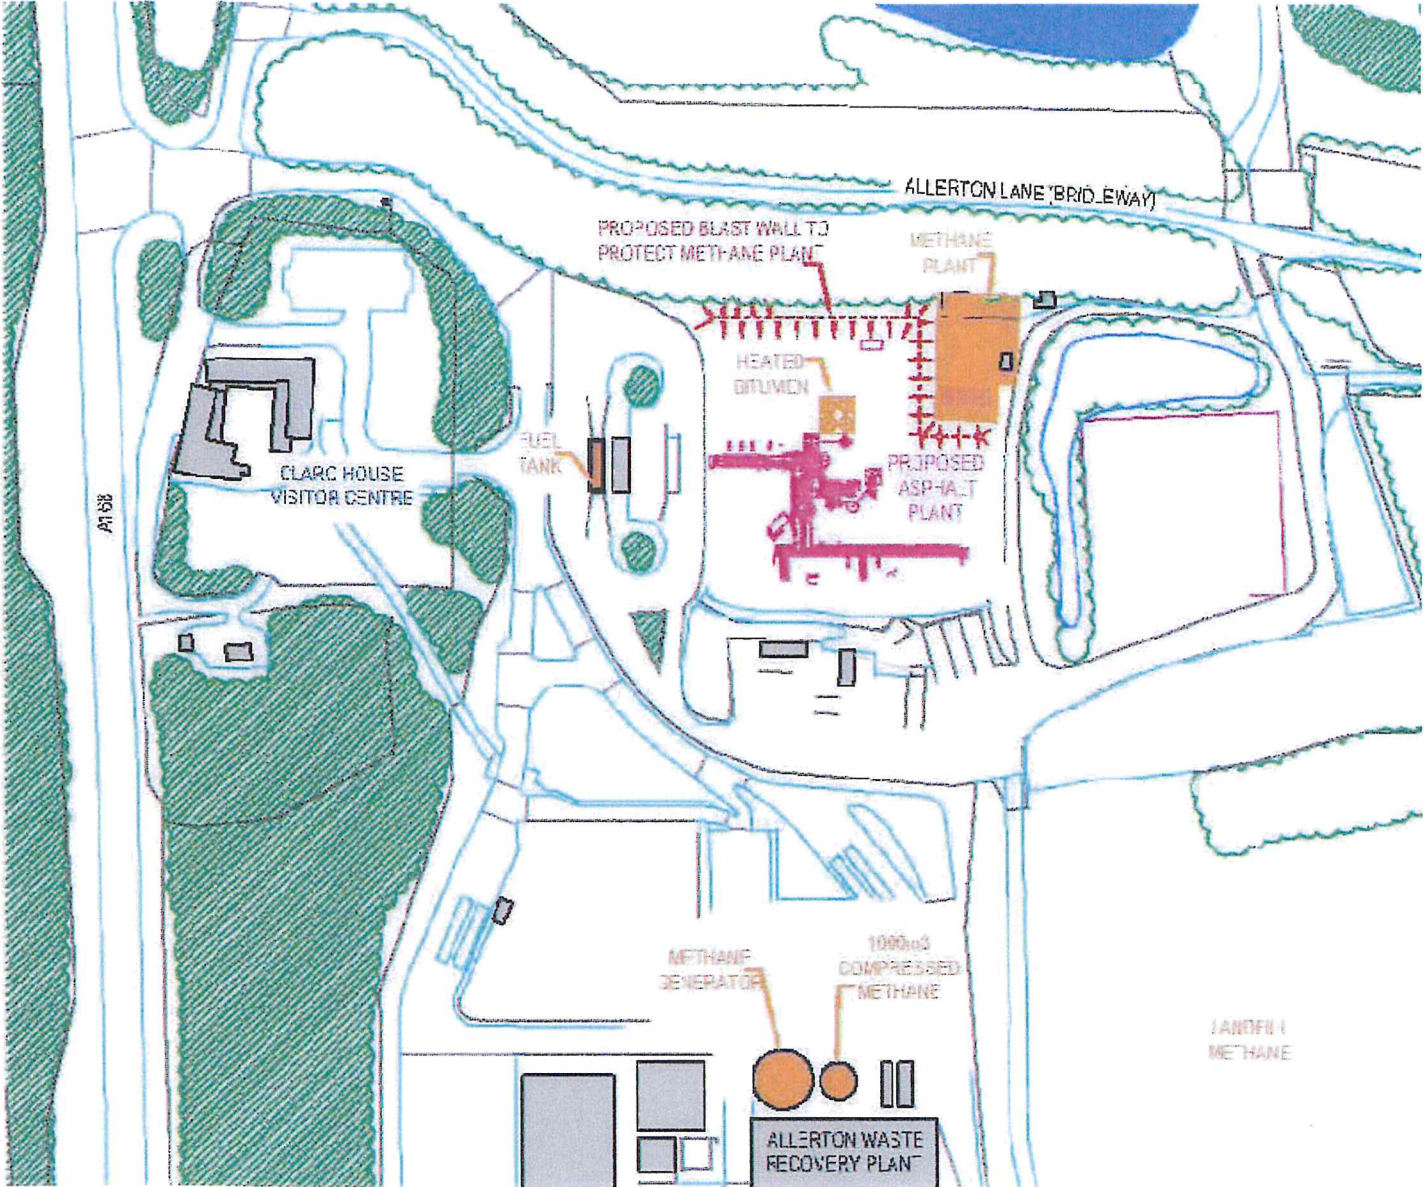 ALLERTON LANE (BRIDLEWAY)
PROPOSED BLAST WALL TO
PROTECT METHANE PLANT
METHANE
PLANT
HEATED
BITUMEN
FUEL
TANK
PROPOSED
ASPHALT
PLANT
CLARO HOUSE
VISITOR CENTRE
A168
METHANE
GENERATOR
1000m3
COMPRESSED
METHANE
LANDFILL
METHANE
ALLERTON WASTE
RECOVERY PLANT